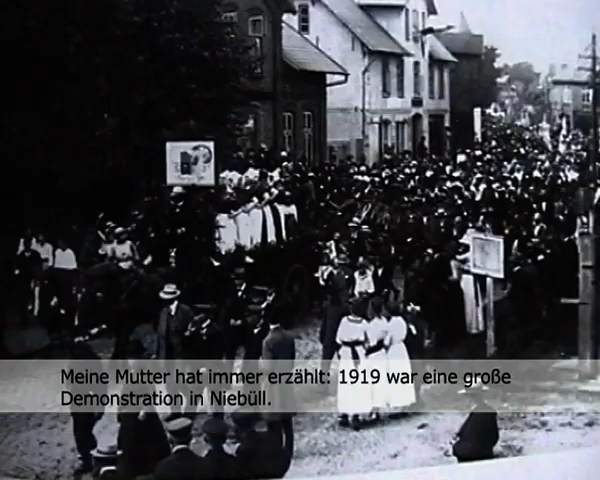 Meine Mutter hat immer erzählt: 1919 war eine große
Demonstration in Niebüll.